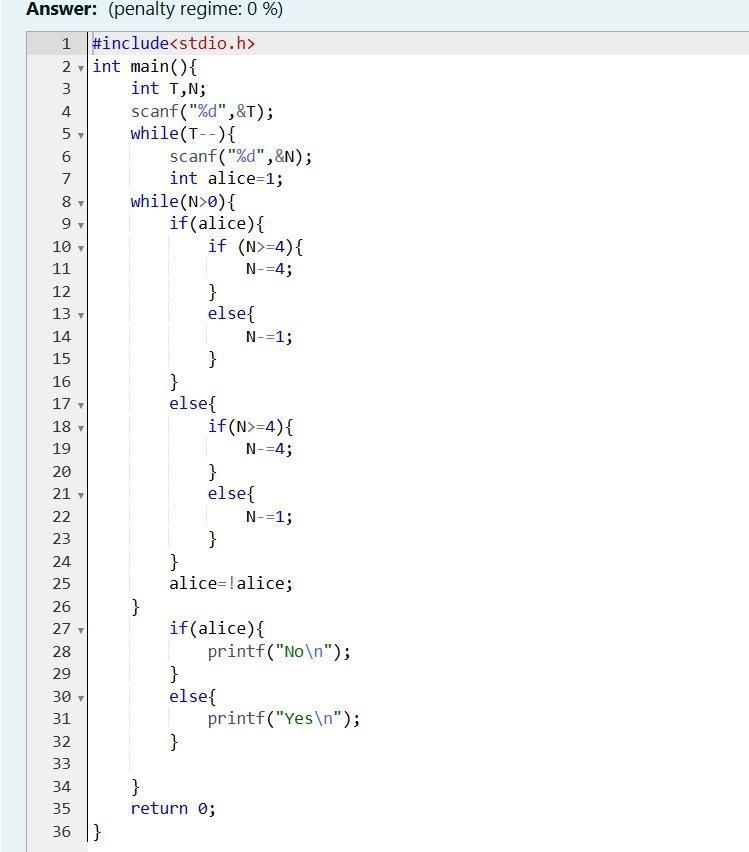 Answer: (penalty regime: 0 %)
1 #include<stdio.h>
2 int main(){
3 int T,N;
4 scanf("%d",&T);
5 while(T--){
6 scanf("%d",&N);
7 int alice=1;
8 while(N>0){
9 if(alice){
10 if (N>=4){
11 N-=4;
12 }
13 else{
14 N-=1;
15 }
16 }
17 else{
18 if(N>=4){
19 N-=4;
20 }
21 else{
22 N-=1;
23 }
24 }
25 alice=!alice;
26 }
27 if(alice){
28 printf("No\n");
29 }
30 else{
31 printf("Yes\n");
32 }
33
34 }
35 return 0;
36 }